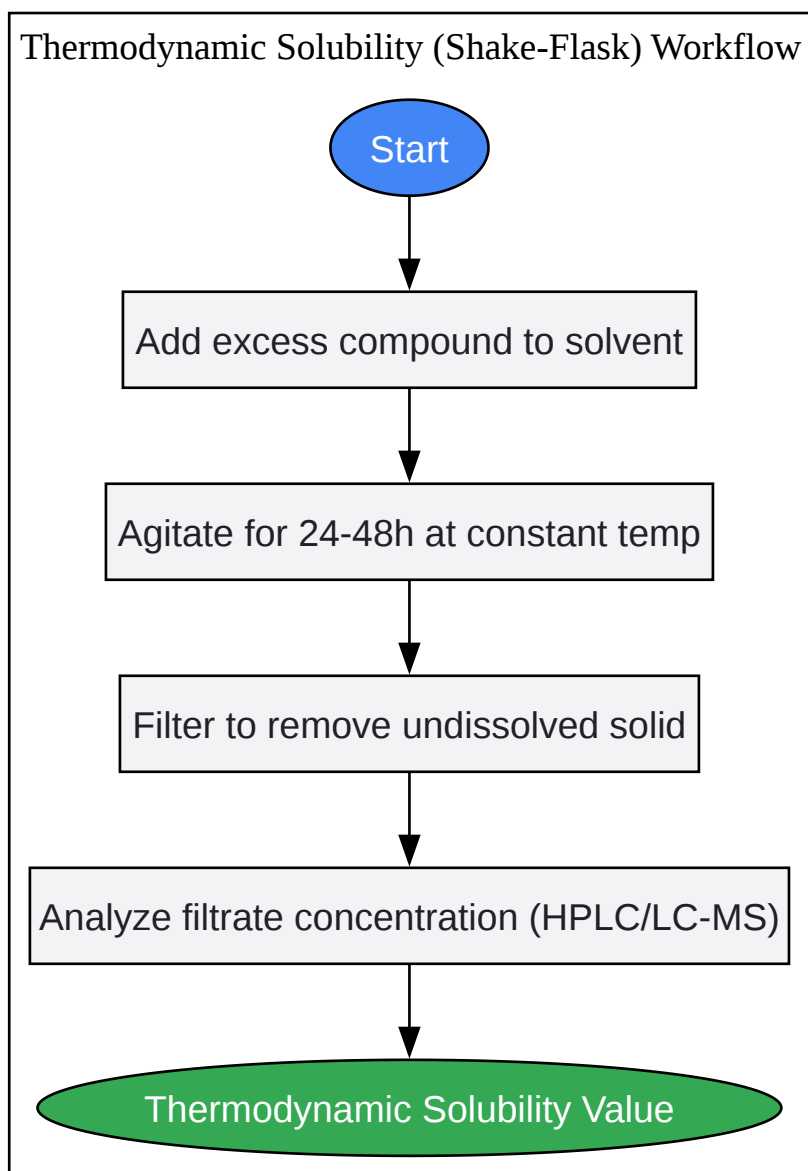 Thermodynamic Solubility (Shake-Flask) Workflow
Start
Add excess compound to solvent
Agitate for 24-48h at constant temp
Filter to remove undissolved solid
Analyze filtrate concentration (HPLC/LC-MS)
Thermodynamic Solubility Value